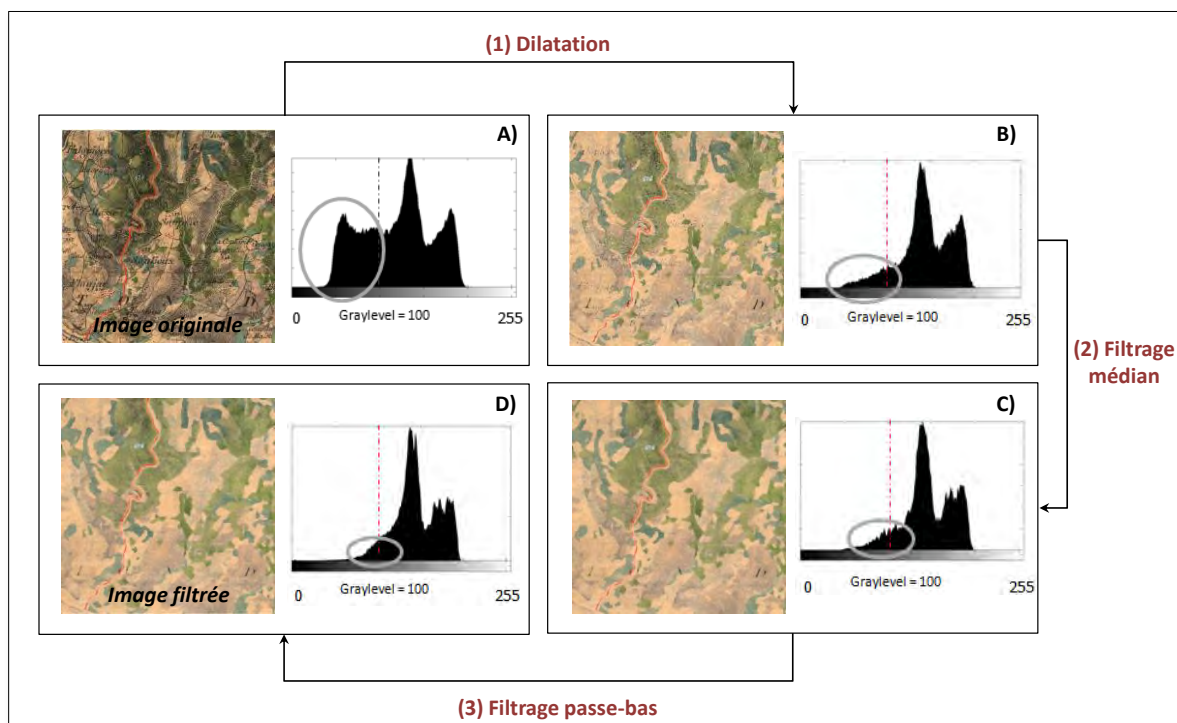 (1) Dilatation
A)
Image originale
0
Graylevel = 100
255
B)
0
Graylevel = 100
255
(2) Filtrage
médian
D)
Image filtrée
0
Graylevel = 100
255
C)
0
Graylevel = 100
255
(3) Filtrage passe-bas